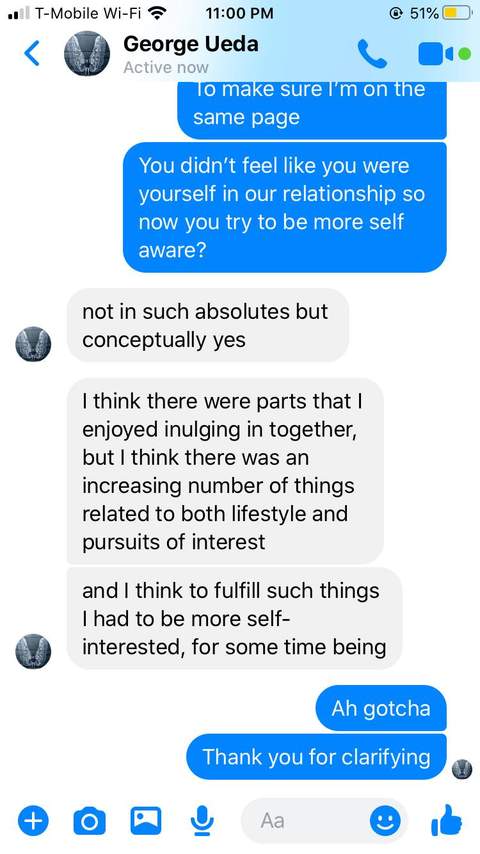 T-Mobile Wi-Fi 11:00 PM 51%
George Ueda
Active now
To make sure I'm on the
same page
You didn't feel like you were
yourself in our relationship so
now you try to be more self
aware?
not in such absolutes but
conceptually yes
I think there were parts that I
enjoyed inulging in together,
but I think there was an
increasing number of things
related to both lifestyle and
pursuits of interest
and I think to fulfill such things
I had to be more self-
interested, for some time being
Ah gotcha
Thank you for clarifying
Aa